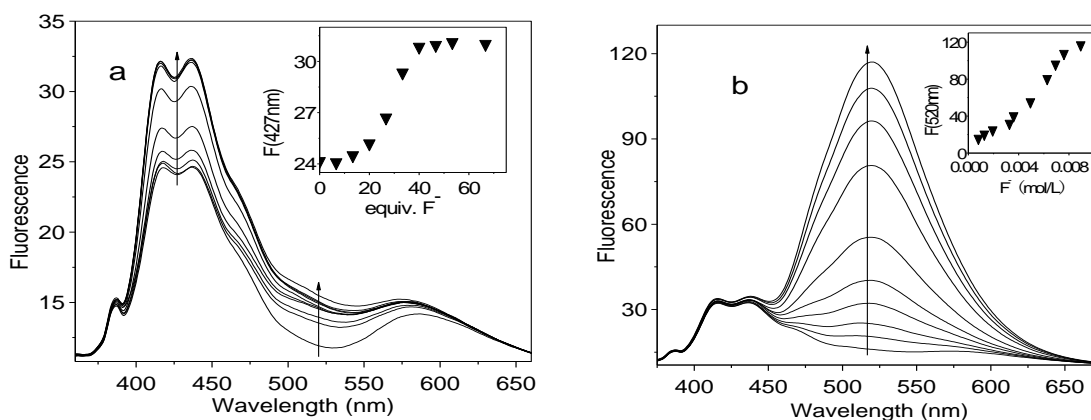 35
30
25
20
15
Fluorescence
a
400 450 500 550 600 650
Wavelength (nm)
30
27
24
F(427nm)
0 20 40 60
equiv. F-
120
90
60
30
Fluorescence
b
400 450 500 550 600 650
Wavelength (nm)
120
80
40
0
F(520nm)
0.000 0.004 0.008
F- (mol/L)